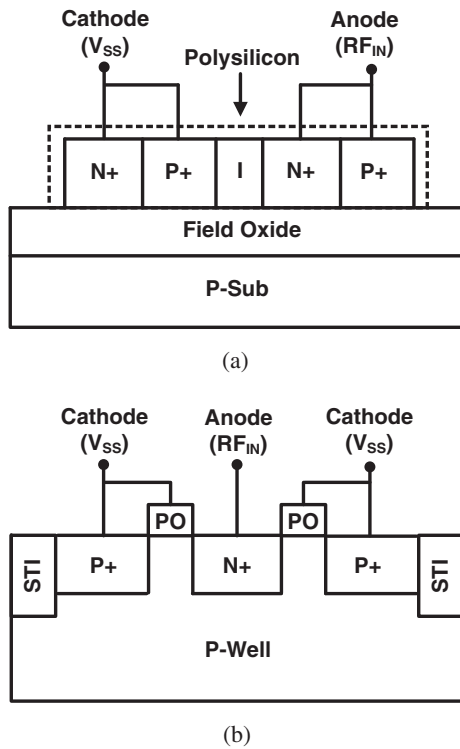 Cathode
(VSS)
Anode
(RFIN)
Polysilicon
N+ P+ I N+ P+
Field Oxide
P-Sub
(a)
Cathode
(VSS)
Anode
(RFIN)
Cathode
(VSS)
PO PO
STI P+ N+ P+ STI
P-Well
(b)